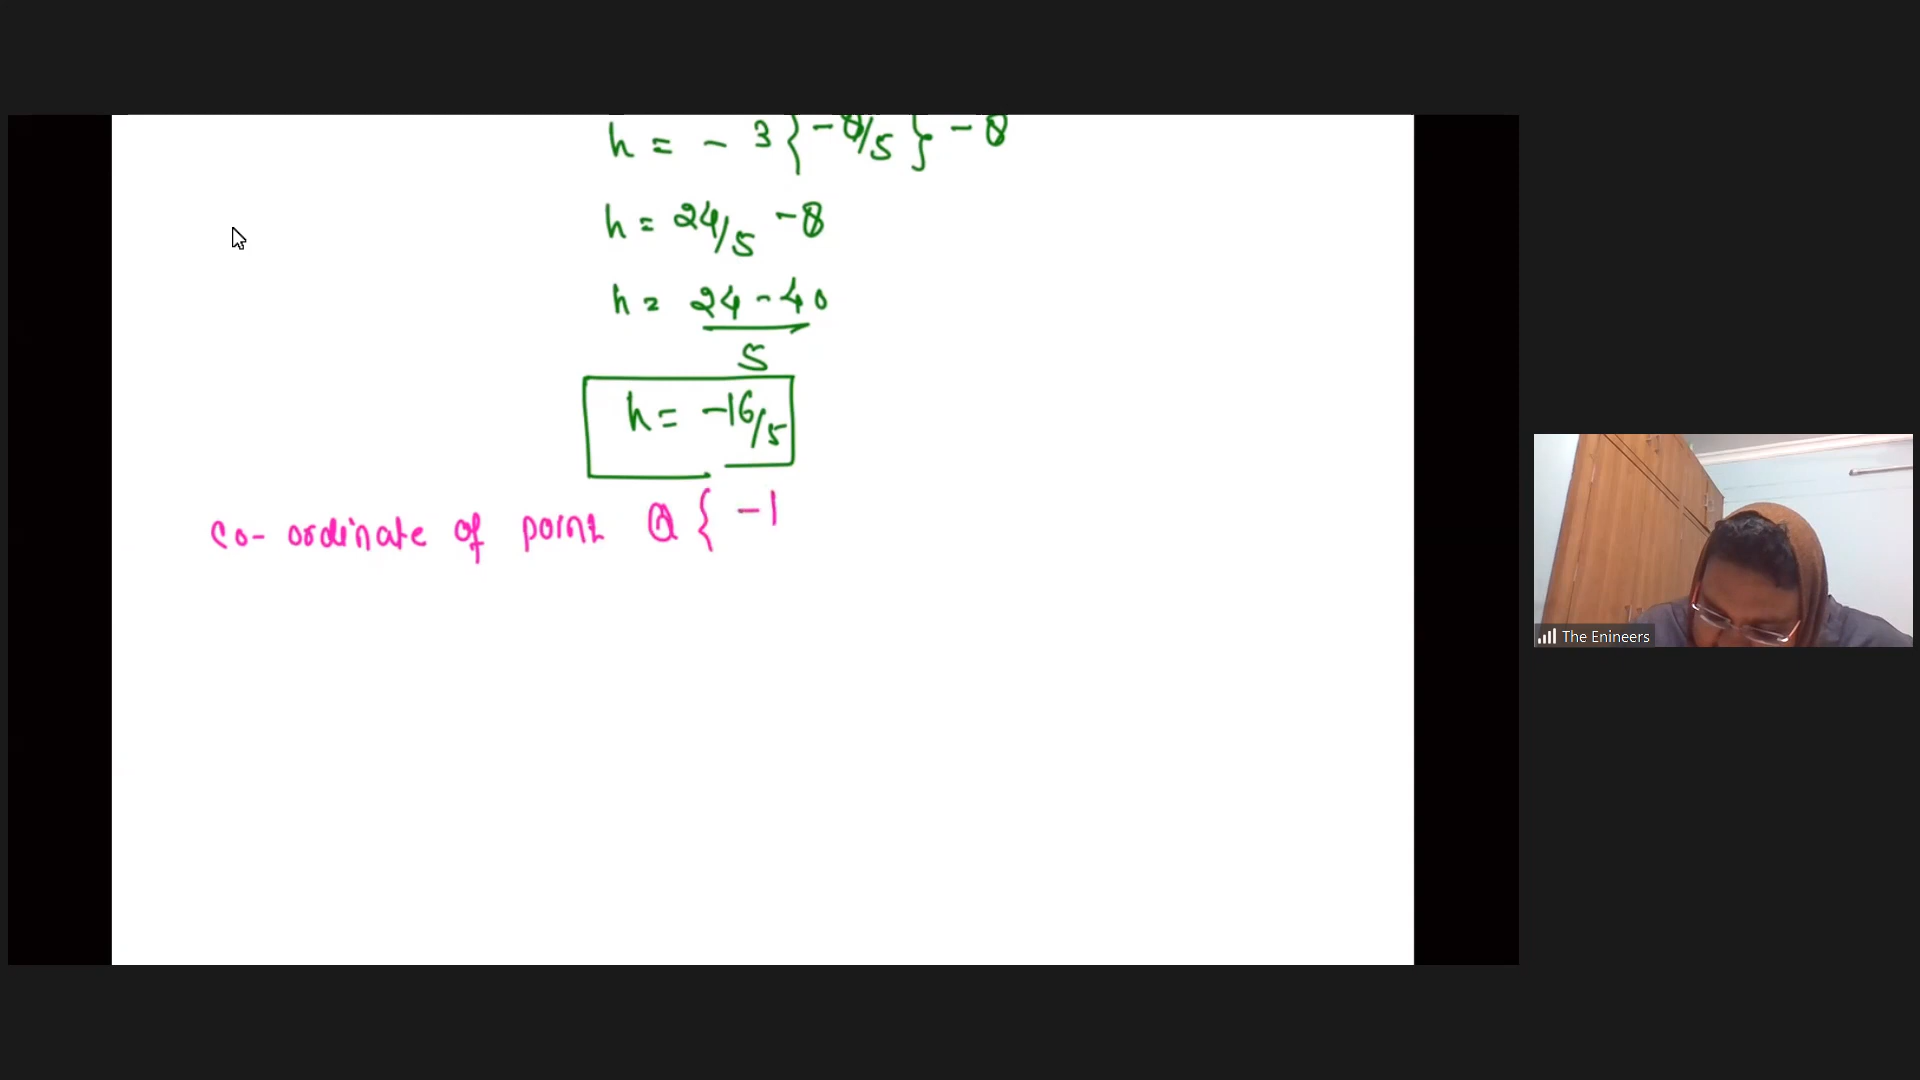 h = - 3 { -8/5 } - 8
h = 24/5 - 8
h = 24 - 40
5
h = -16/5
Co-ordinate of point Q { -1
The Enineers